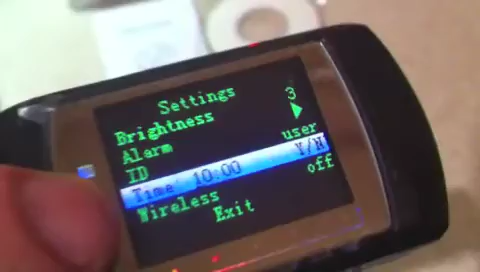 Settings
Brightness 3
Alarm ▶
ID user
Time 10:00 Y/N
Wireless off
Exit